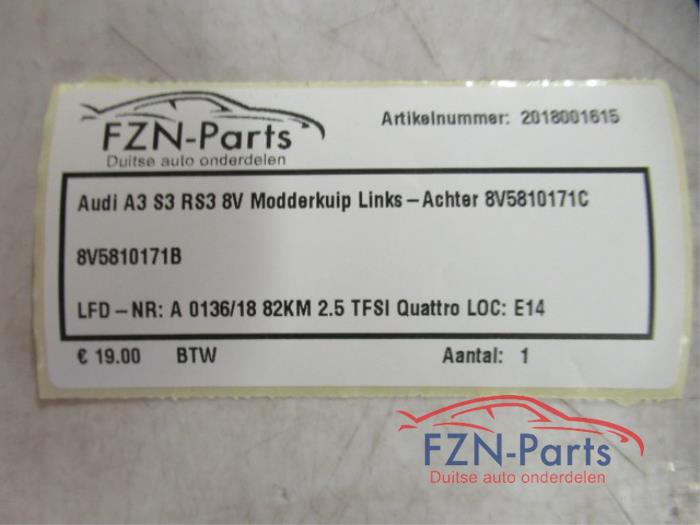 FZN-Parts
Duitse auto onderdelen
Artikelnummer: 2018001615
Audi A3 S3 RS3 8V Modderkuip Links-Achter 8V5810171C
8V5810171B
LFD-NR: A 0136/18 82KM 2.5 TFSI Quattro LOC: E14
€ 19.00 BTW Aantal: 1
FZN-Parts
Duitse auto onderdelen